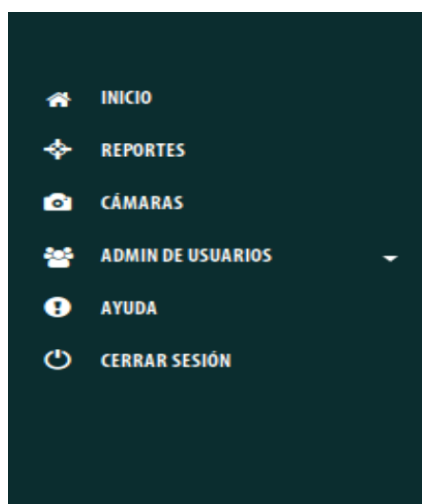 INICIO
REPORTES
CÁMARAS
ADMIN DE USUARIOS
AYUDA
CERRAR SESIÓN